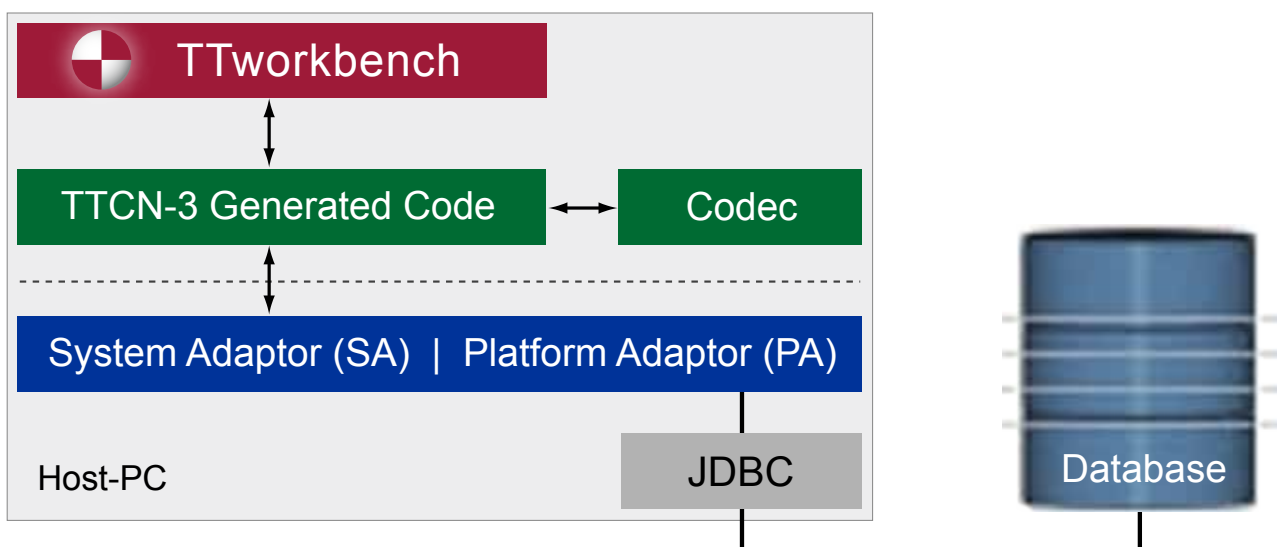 TTworkbench
TTCN-3 Generated Code
Codec
System Adaptor (SA) | Platform Adaptor (PA)
Host-PC
JDBC
Database